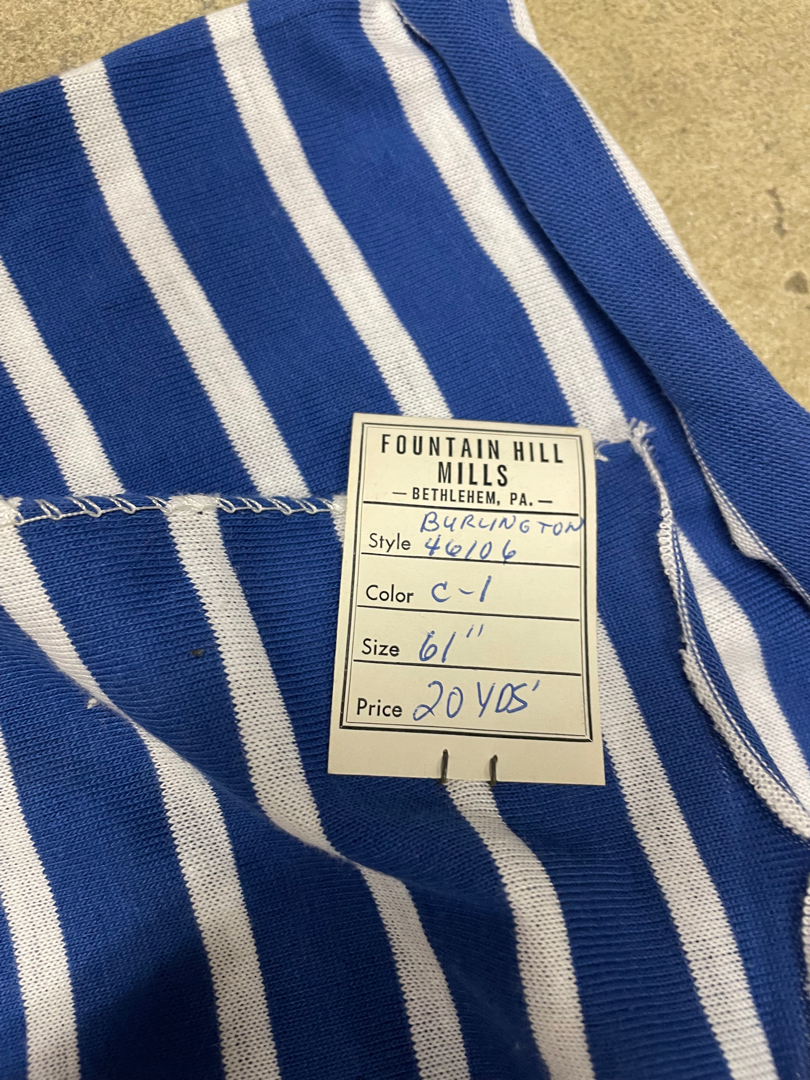 FOUNTAIN HILL
MILLS
— BETHLEHEM, PA. —
BURLINGTON
Style 46106
Color C-1
Size 61"
Price 20 YDS'